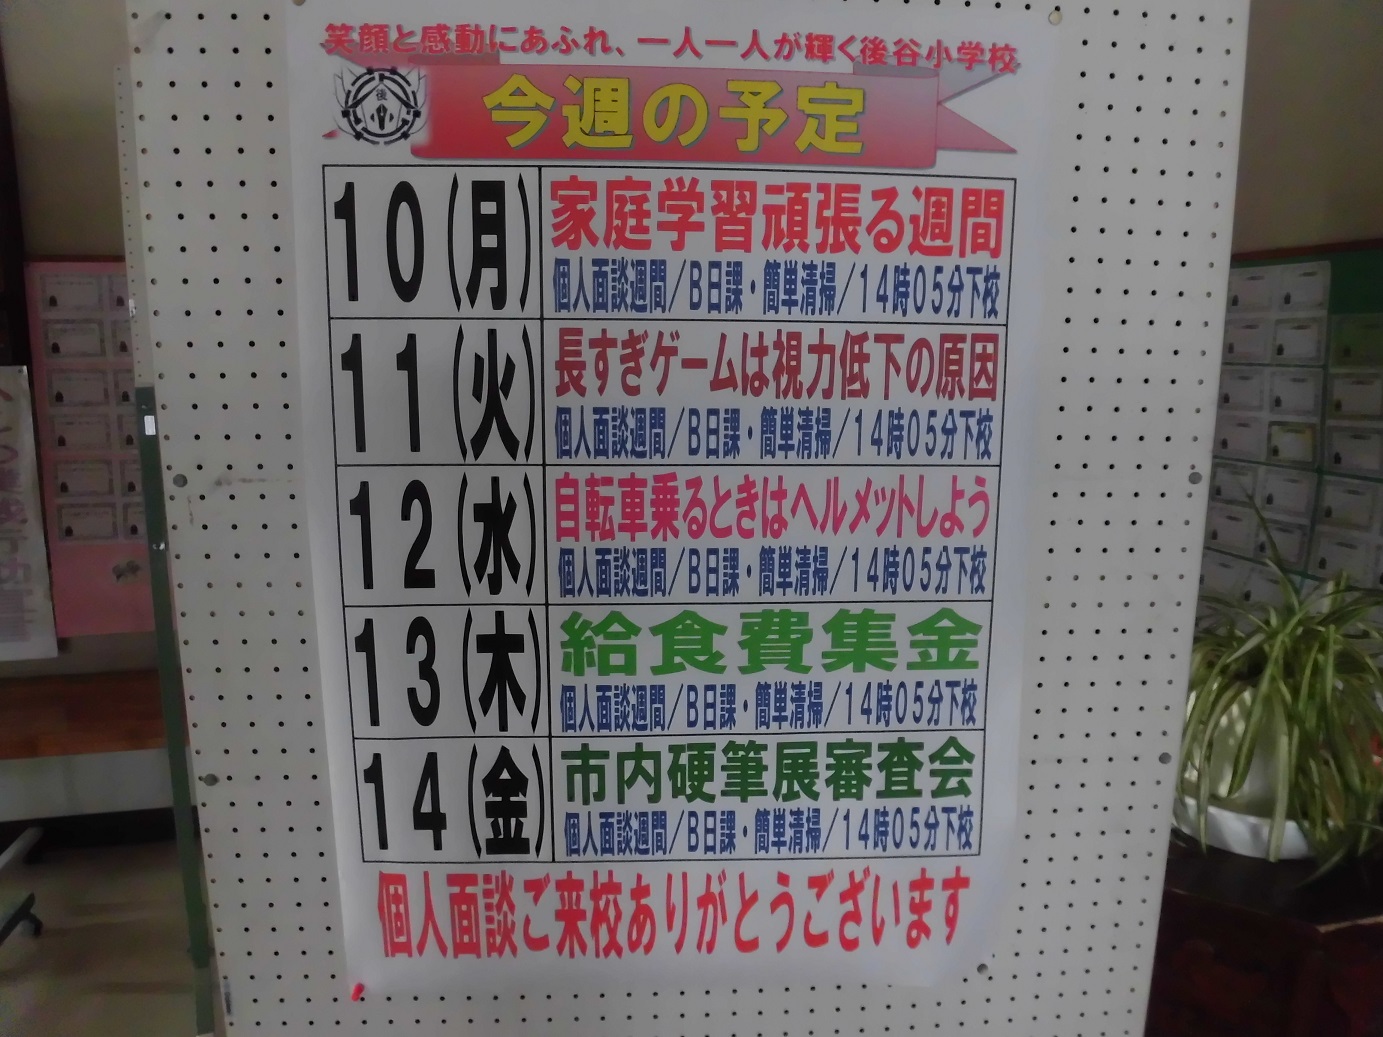 笑顔と感動にあふれ、一人一人が輝く後谷小学校
後
今週の予定
10(月)
家庭学習頑張る週間
個人面談週間/B日課・簡単清掃/14時05分下校
11(火)
長すぎゲームは視力低下の原因
個人面談週間/B日課・簡単清掃/14時05分下校
12(水)
自転車乗るときはヘルメットしよう
個人面談週間/B日課・簡単清掃/14時05分下校
13(木)
給食費集金
個人面談週間/B日課・簡単清掃/14時05分下校
14(金)
市内硬筆展審査会
個人面談週間/B日課・簡単清掃/14時05分下校
個人面談ご来校ありがとうございます